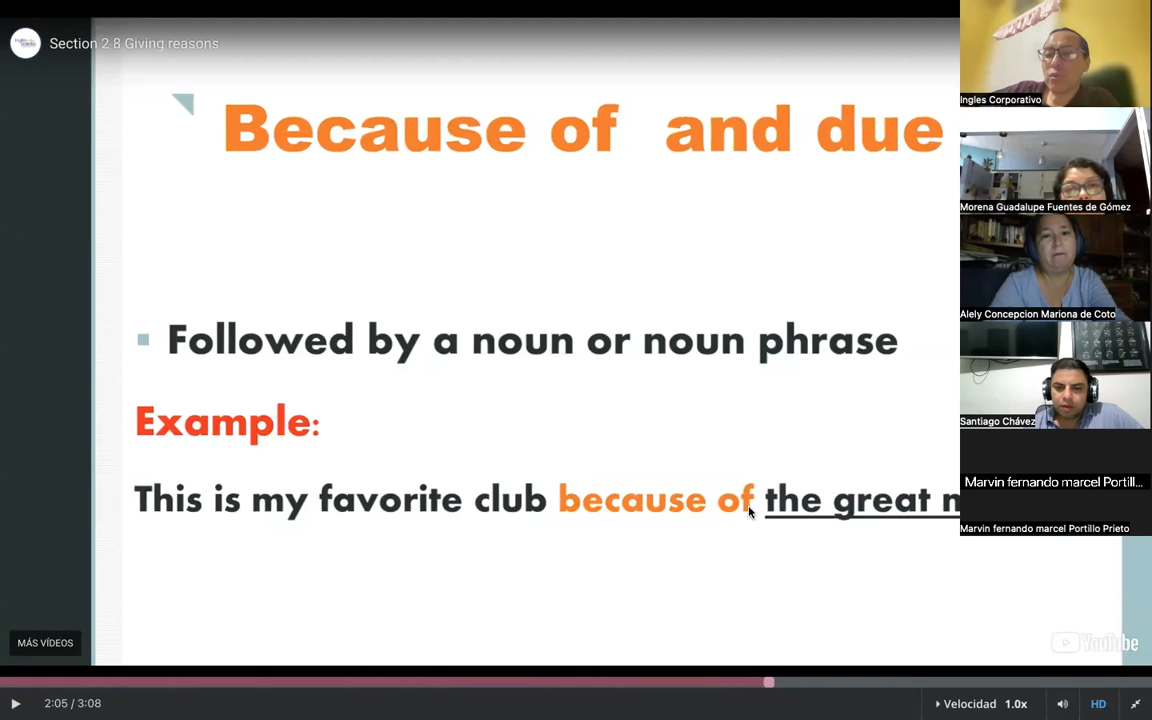 Section 2 8 Giving reasons
Because of and due
Followed by a noun or noun phrase
Example:
This is my favorite club because of the great
MÁS VÍDEOS
YouTube
2:05 / 3:08
Velocidad 1.0x
HD
Ingles Corporativo
Morena Guadalupe Fuentes de Gómez
Alely Concepcion Mariona de Coto
Santiago Chávez
Marvin fernando marcel Portill...
Marvin fernando marcel Portillo Prieto